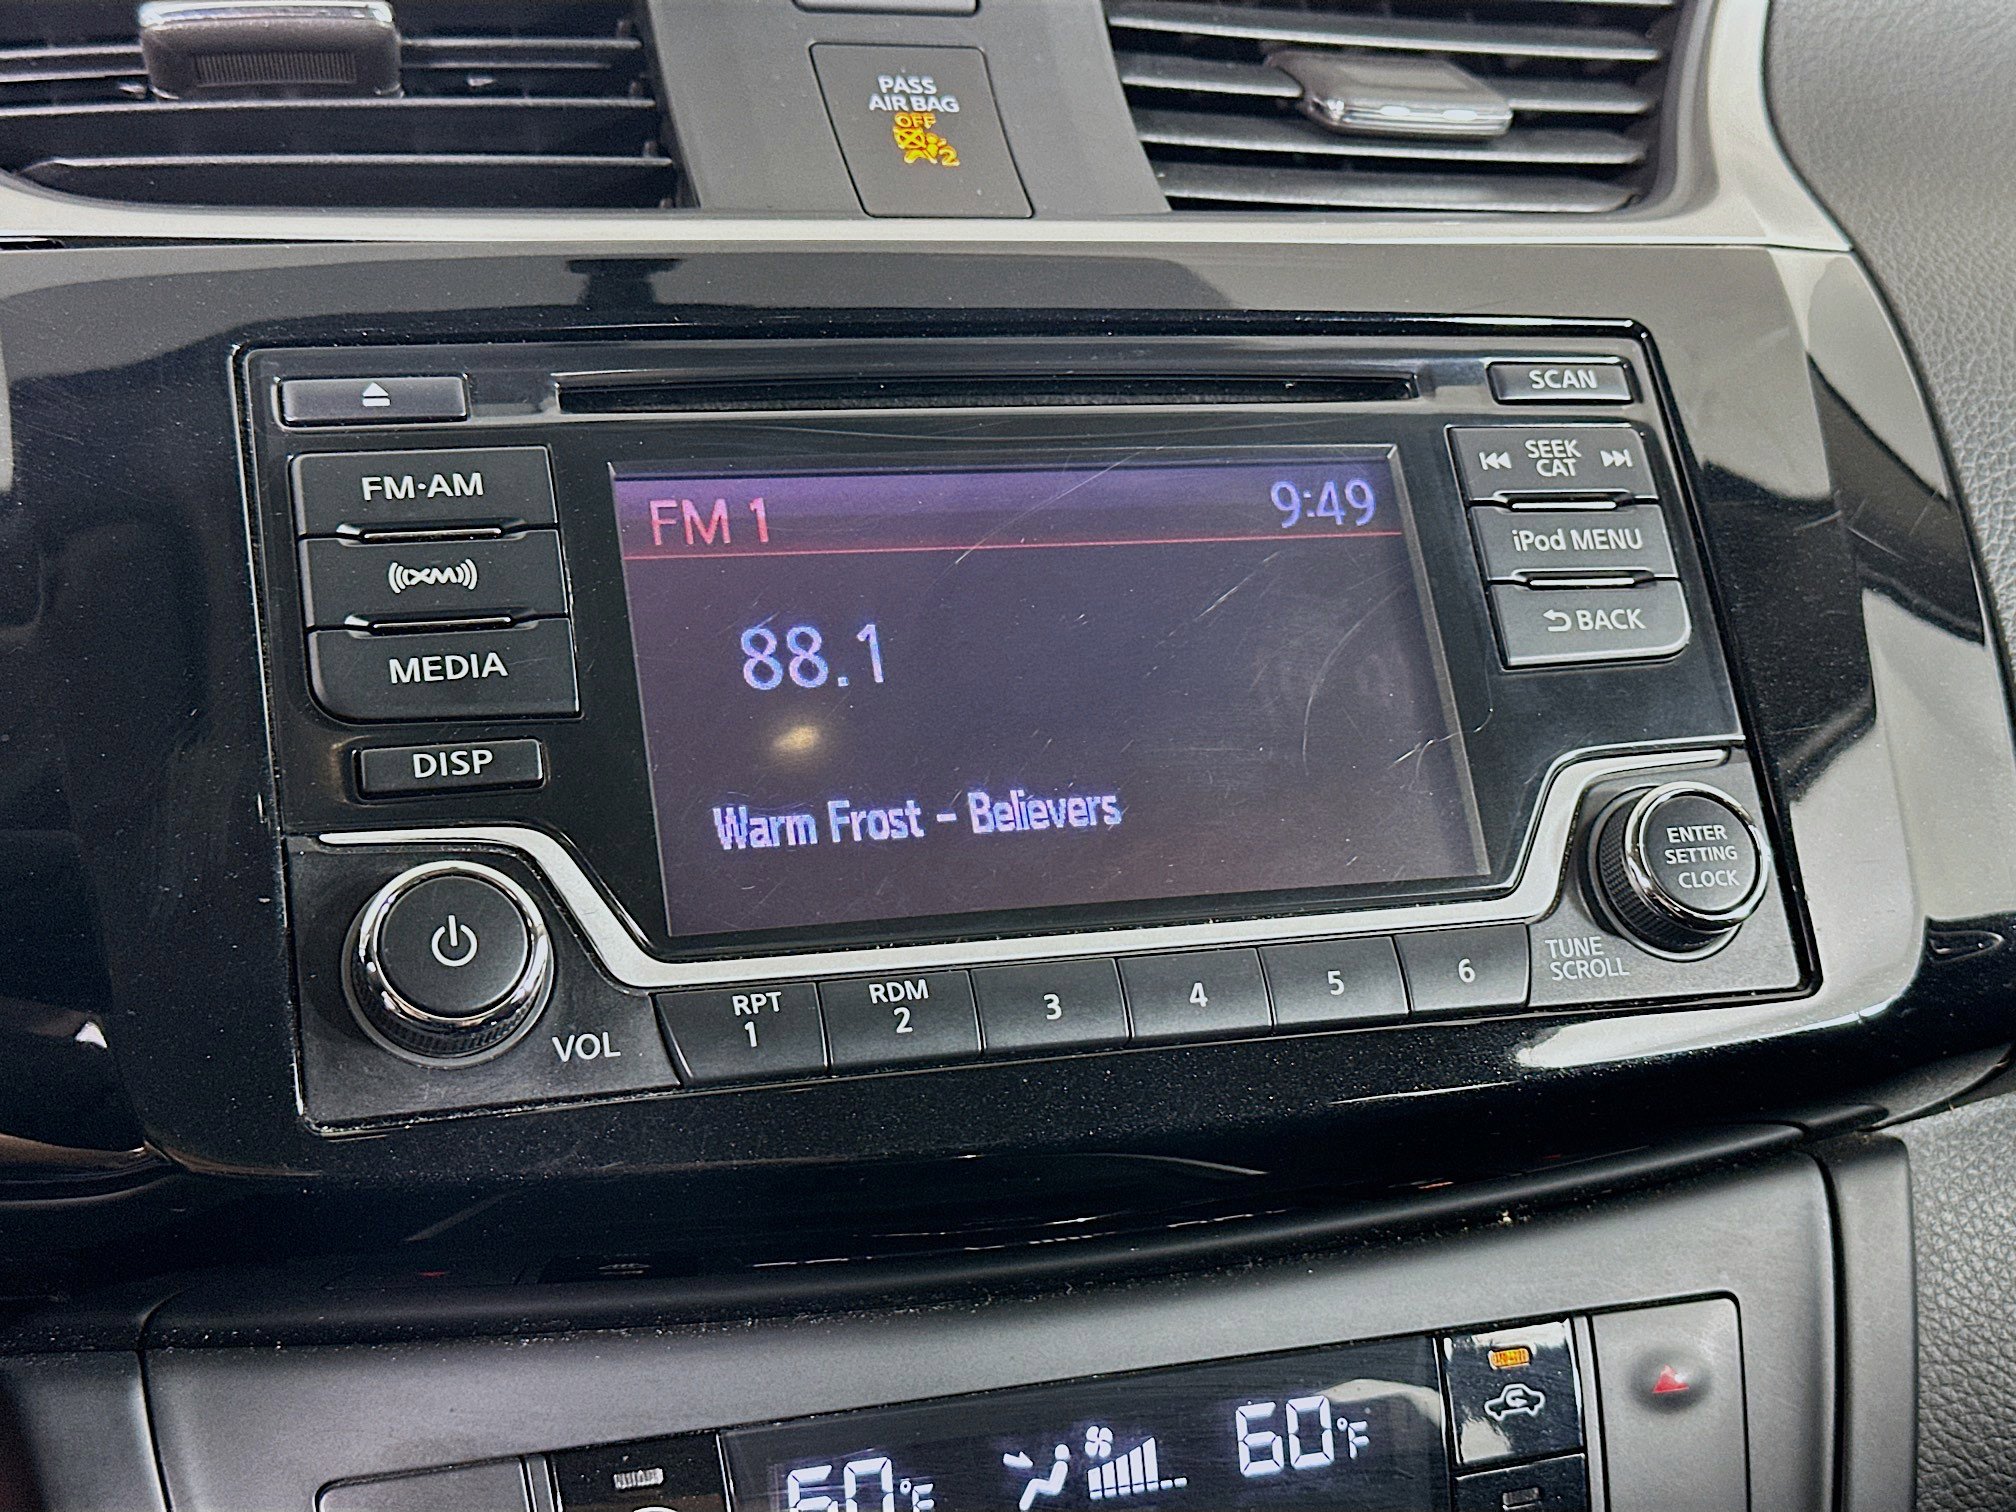 PASS
AIR BAG
OFF
2
SCAN
FM·AM
SEEK
CAT
XM
iPod MENU
MEDIA
BACK
DISP
FM 1 9:49
88.1
Warm Frost - Believers
ENTER
SETTING
CLOCK
TUNE
SCROLL
VOL
RPT
1
RDM
2
3
4
5
6
60°F
60°F